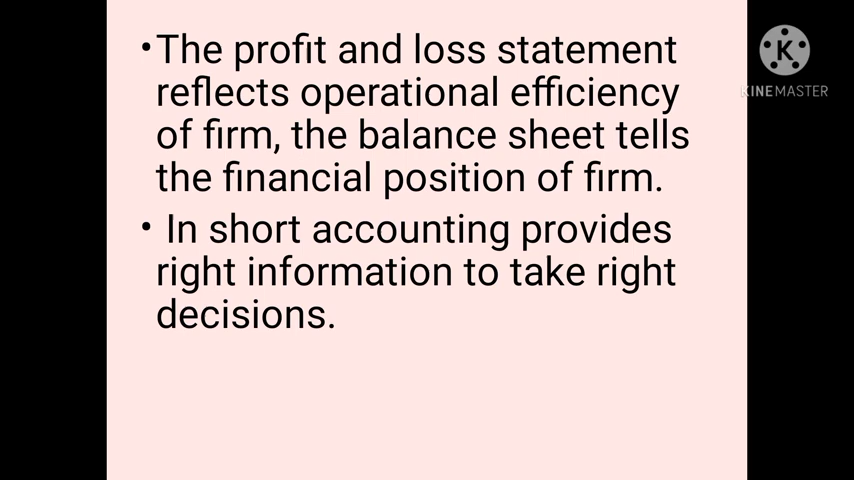 •The profit and loss statement
reflects operational efficiency
of firm, the balance sheet tells
the financial position of firm.
• In short accounting provides
right information to take right
decisions.
K
KINEMASTER